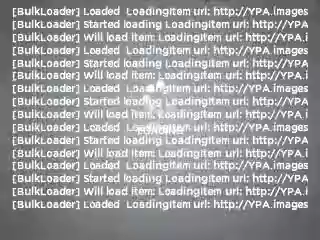 [BulkLoader] Loaded LoadingItem url: http://YPA.images
[BulkLoader] Started loading LoadingItem url: http://YPA
[BulkLoader] Will load item: LoadingItem url: http://YPA.i
[BulkLoader] Loaded LoadingItem url: http://YPA.images
[BulkLoader] Started loading LoadingItem url: http://YPA
[BulkLoader] Will load item: LoadingItem url: http://YPA.i
[BulkLoader] Loaded LoadingItem url: http://YPA.images
[BulkLoader] Started loading LoadingItem url: http://YPA
[BulkLoader] Will load item: LoadingItem url: http://YPA.i
[BulkLoader] Loaded LoadingItem url: http://YPA.images
LOADING
[BulkLoader] Started loading LoadingItem url: http://YPA
[BulkLoader] Will load item: LoadingItem url: http://YPA.i
[BulkLoader] Loaded LoadingItem url: http://YPA.images
[BulkLoader] Started loading LoadingItem url: http://YPA
[BulkLoader] Will load item: LoadingItem url: http://YPA.i
[BulkLoader] Loaded LoadingItem url: http://YPA.images